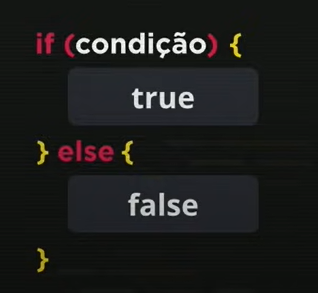 if (condição) {
true
} else {
false
}